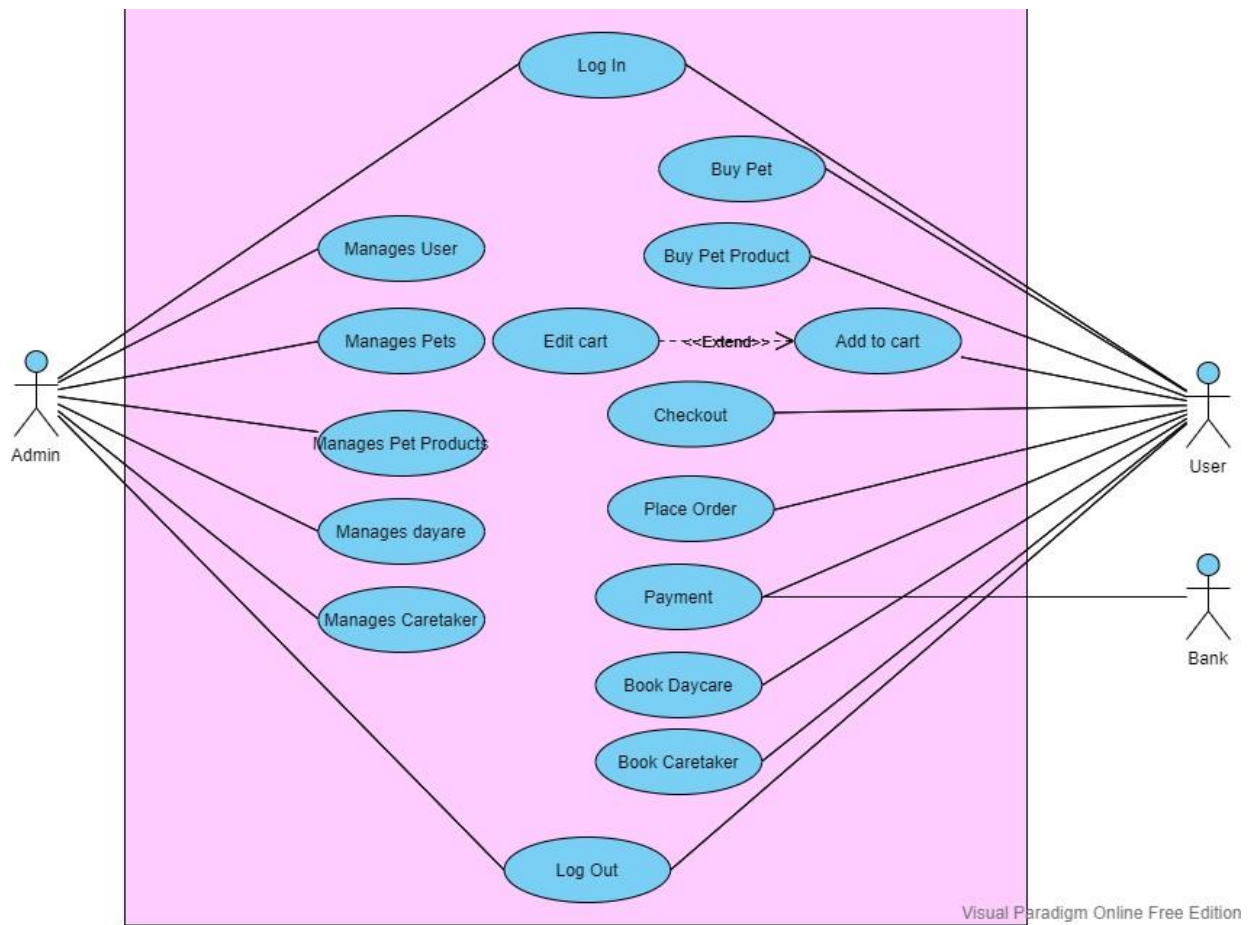 Log In
Buy Pet
Manages User
Buy Pet Product
Manages Pets
Edit cart
<<Extend>>
Add to cart
Checkout
Manages Pet Products
Admin
User
Place Order
Manages dayare
Payment
Manages Caretaker
Bank
Book Daycare
Book Caretaker
Log Out
Visual Paradigm Online Free Edition